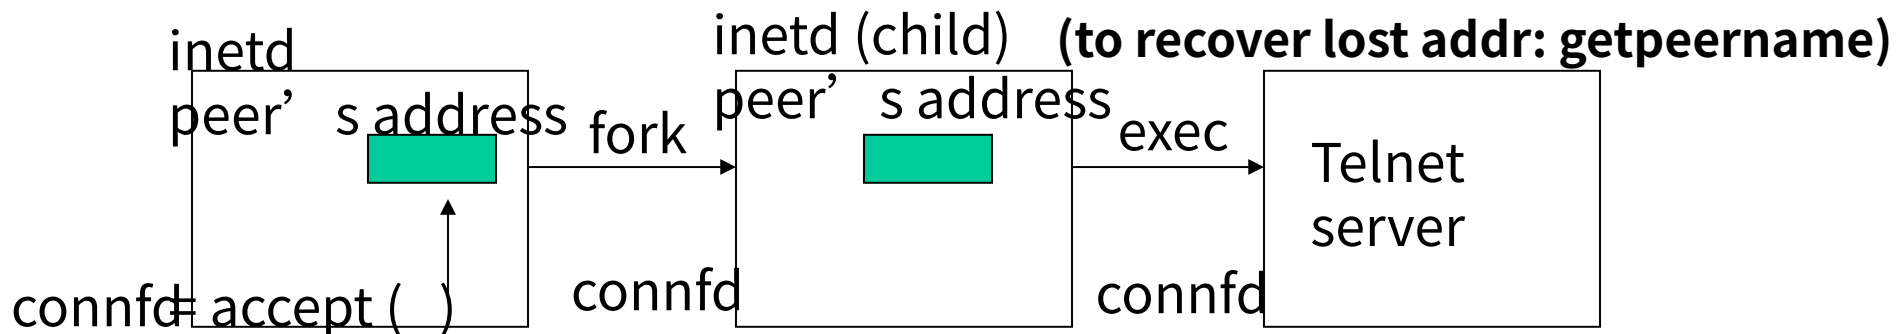 inetd
peer’s address
connfd= accept ( )
fork
connfd
inetd (child)
peer’s address
exec
connfd
(to recover lost addr: getpeername)
Telnet
server